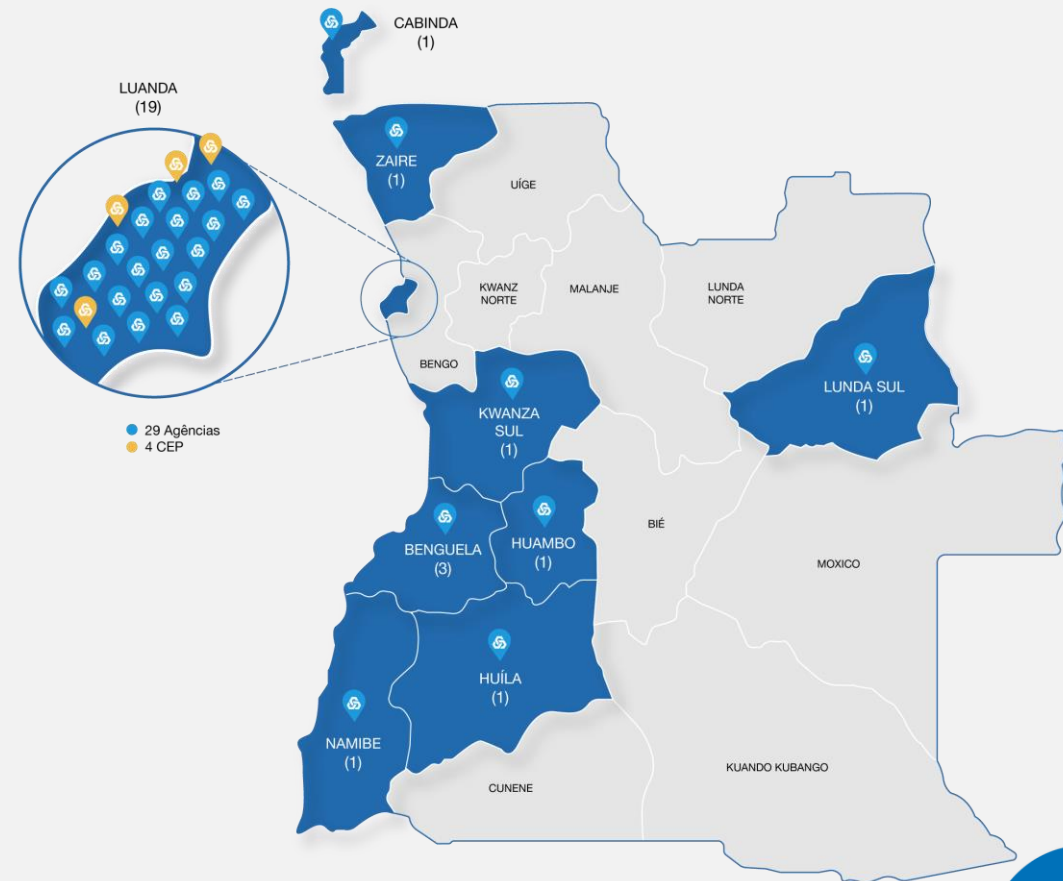 CABINDA
(1)
LUANDA
(19)
ZAIRE
(1)
UÍGE
KWANZ
NORTE
MALANJE
LUNDA
NORTE
BENGO
LUNDA SUL
(1)
KWANZA
SUL
(1)
29 Agências
4 CEP
BENGUELA
(3)
HUAMBO
(1)
BIÉ
MOXICO
HUÍLA
(1)
NAMIBE
(1)
CUNENE
KUANDO KUBANGO